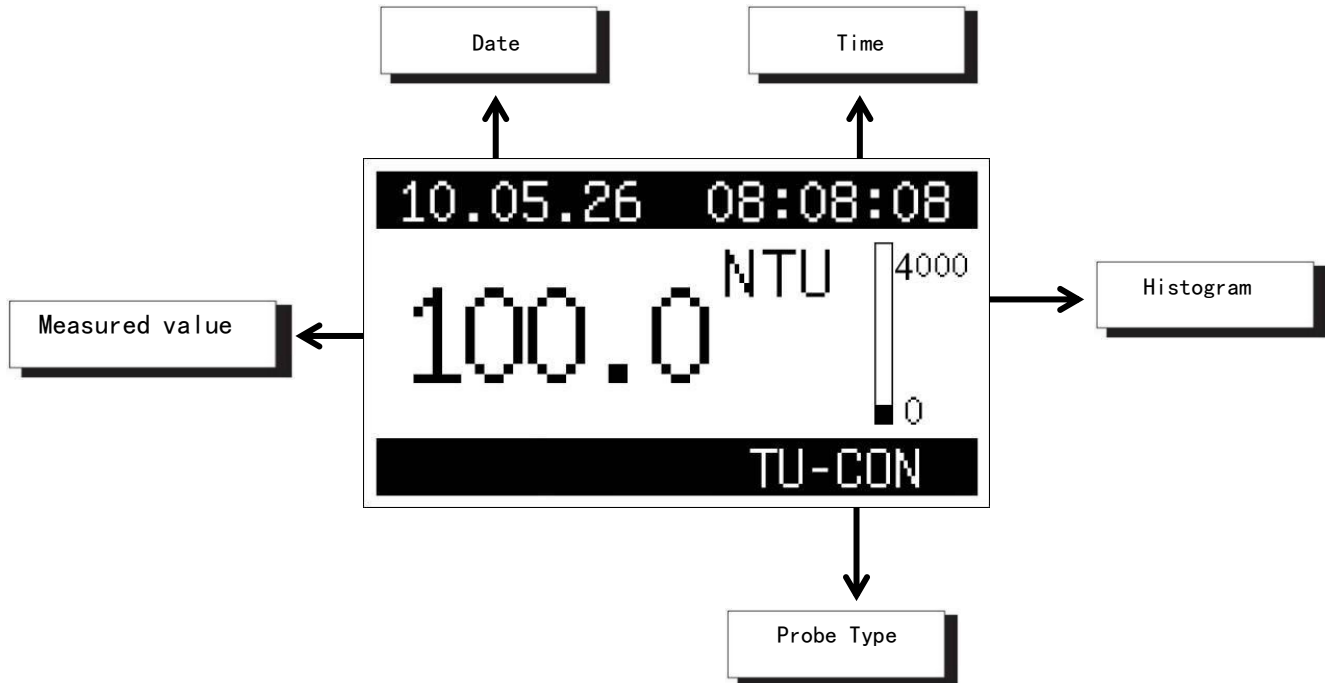 Date
Time
10.05.26 08:08:08
NTU
4000
Histogram
Measured value
100.0
0
TU-CON
Probe Type